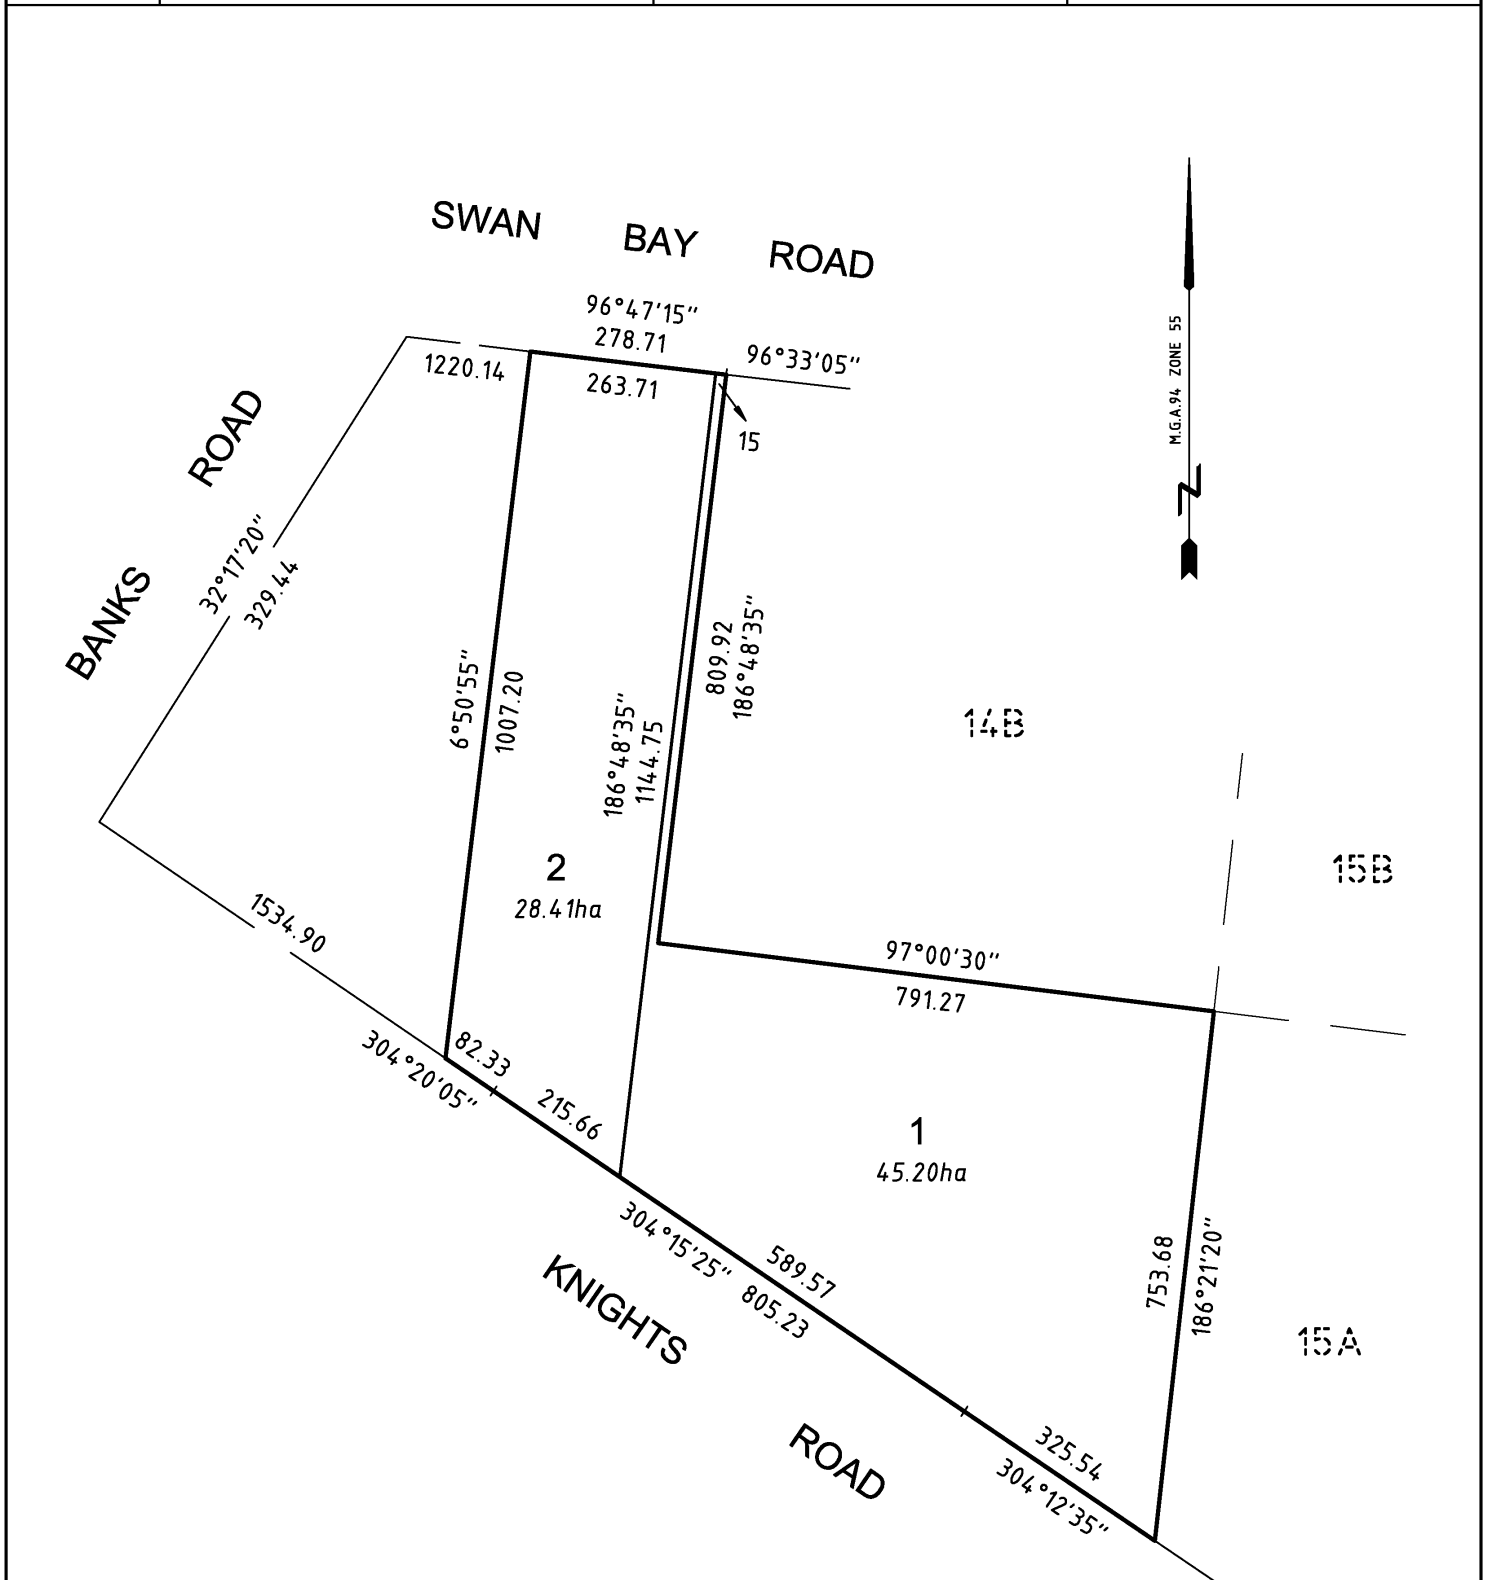 SWAN BAY ROAD
96°47'15"
278.71
96°33'05"
1220.14
263.71
15
M.G.A.94 ZONE 55
N
BANKS ROAD
32°17'20"
329.44
6°50'55"
1007.20
186°48'35"
1144.75
809.92
186°48'35"
14B
15B
2
28.41ha
1534.90
97°00'30"
791.27
82.33
304°20'05"
215.66
1
45.20ha
304°15'25"
589.57
805.23
753.68
186°21'20"
15A
KNIGHTS ROAD
325.54
304°12'35"